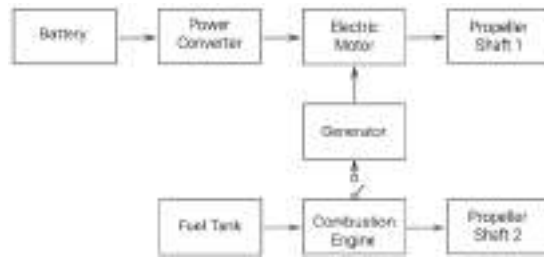 Battery
Power
Converter
Electric
Motor
Propeller
Shaft 1
Generator
Fuel Tank
Combustion
Engine
Propeller
Shaft 2